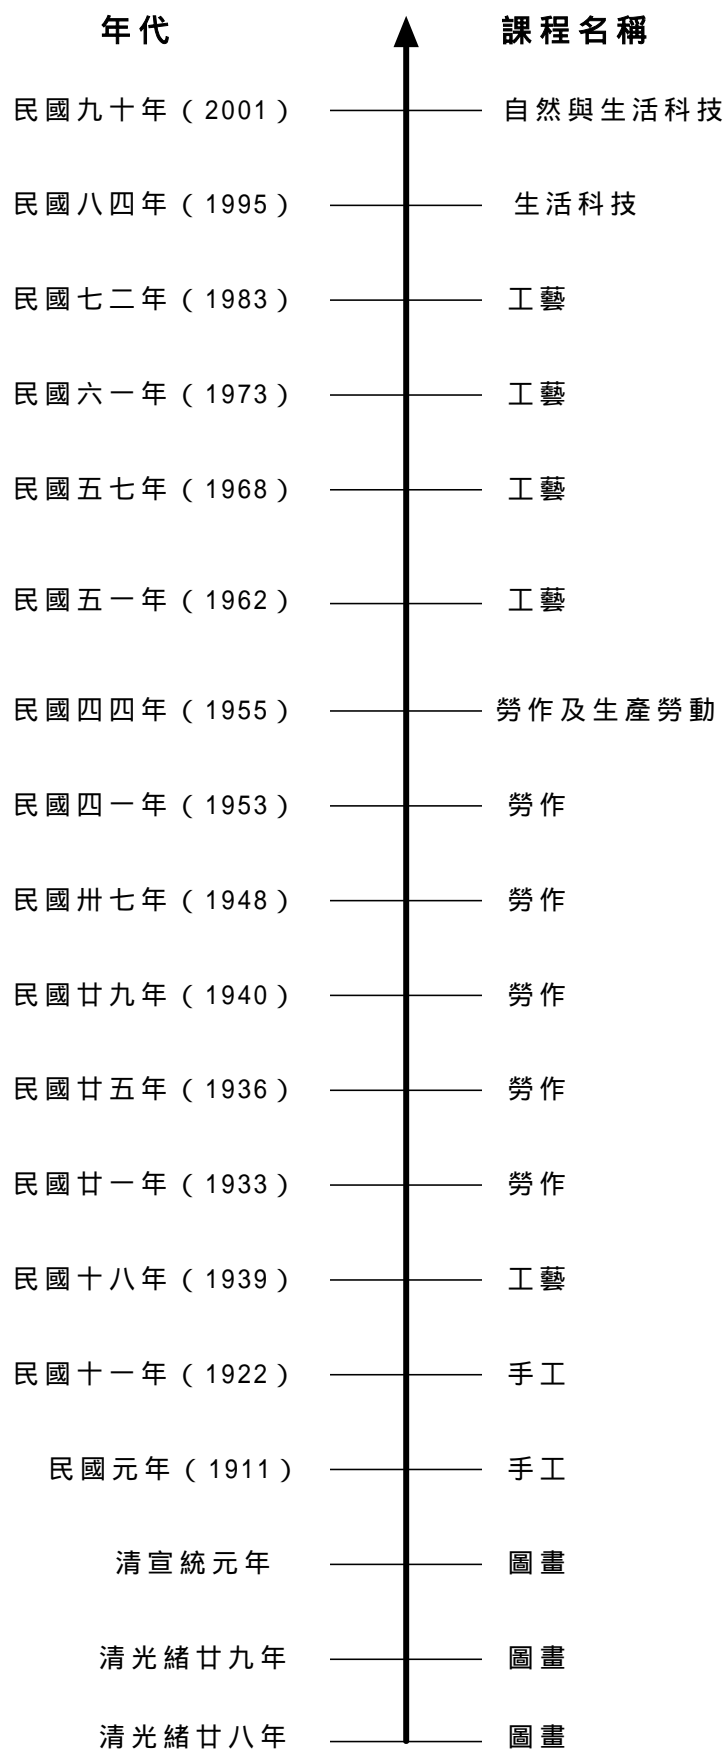 年代 課程名稱
民國九十年（2001） 自然與生活科技
民國八四年（1995） 生活科技
民國七二年（1983） 工藝
民國六一年（1973） 工藝
民國五七年（1968） 工藝
民國五一年（1962） 工藝
民國四四年（1955） 勞作及生產勞動
民國四一年（1953） 勞作
民國卅七年（1948） 勞作
民國廿九年（1940） 勞作
民國廿五年（1936） 勞作
民國廿一年（1933） 勞作
民國十八年（1939） 工藝
民國十一年（1922） 手工
民國元年（1911） 手工
清宣統元年 圖畫
清光緒廿九年 圖畫
清光緒廿八年 圖畫